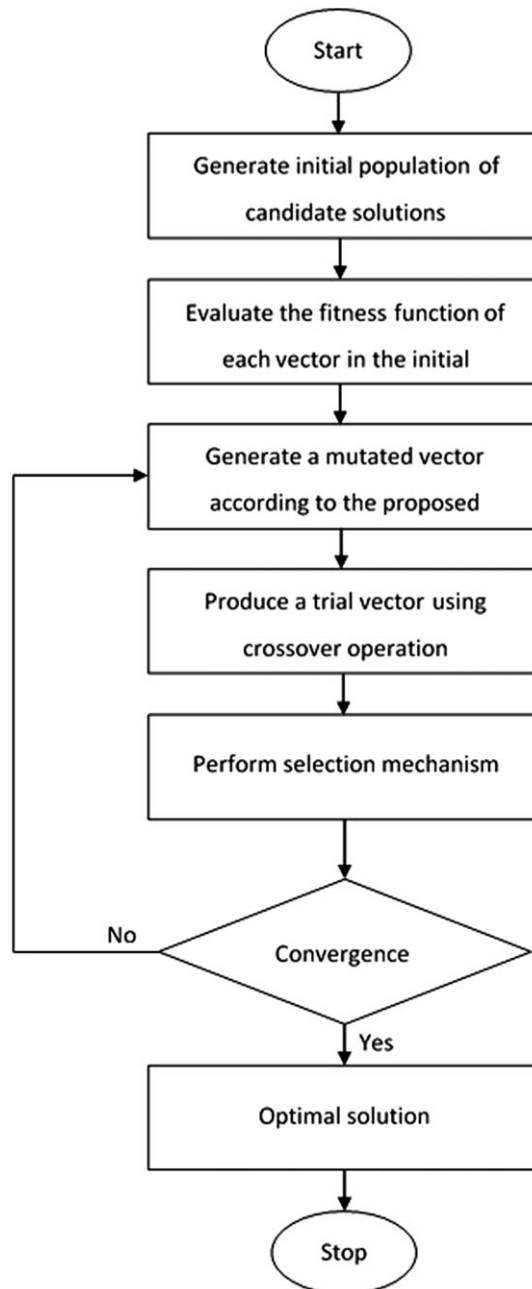 Start
Generate initial population of
candidate solutions
Evaluate the fitness function of
each vector in the initial
Generate a mutated vector
according to the proposed
Produce a trial vector using
crossover operation
Perform selection mechanism
No
Convergence
Yes
Optimal solution
Stop